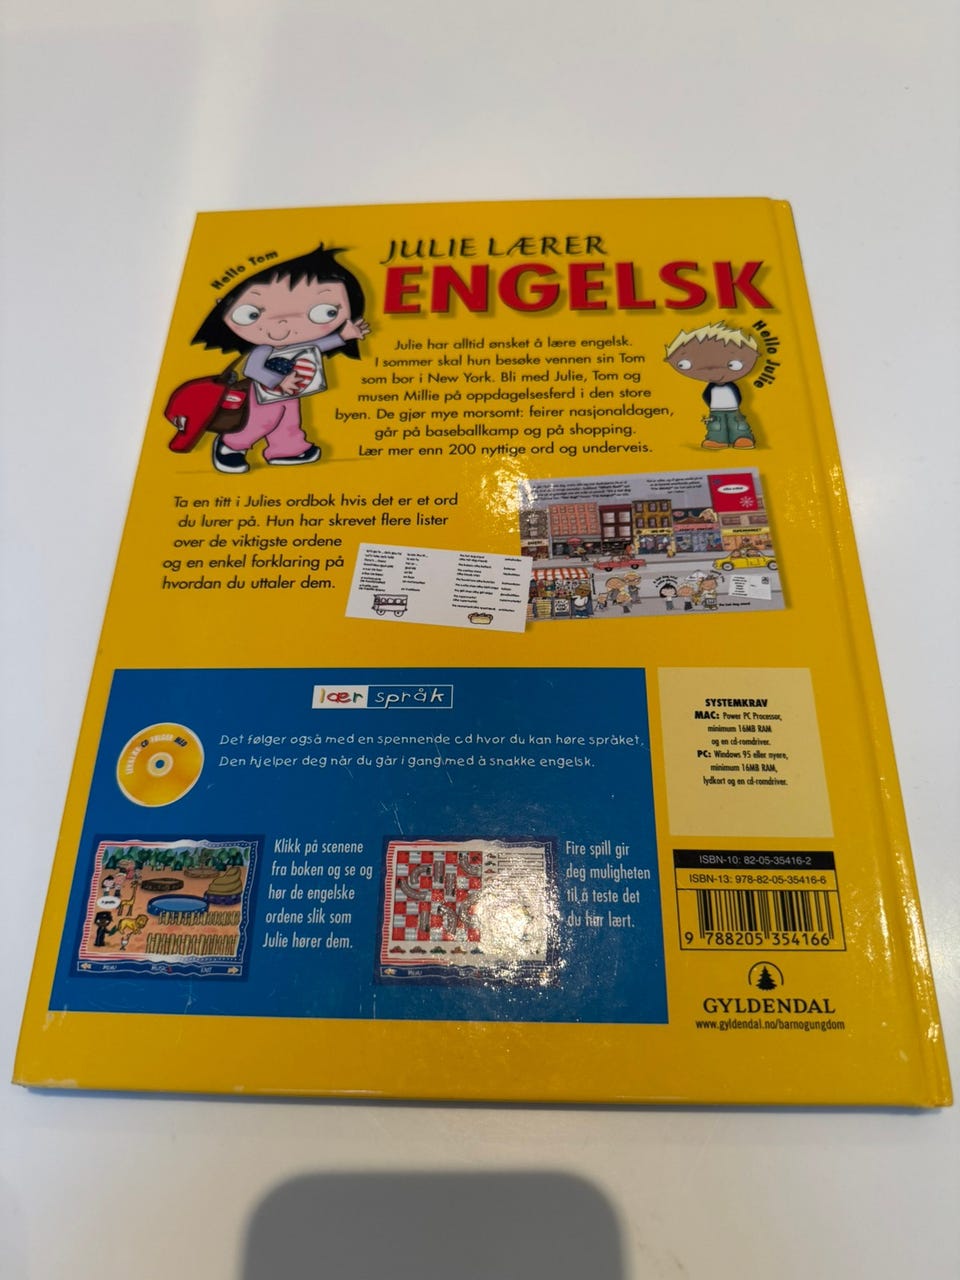 Hello Tom
JULIE LÆRER
ENGELSK
Hello Julie
Julie har alltid ønsket å lære engelsk.
I sommer skal hun besøke vennen sin Tom
som bor i New York. Bli med Julie, Tom og
musen Millie på oppdagelsesferd i den store
byen. De gjør mye morsomt: feirer nasjonaldagen,
går på baseballkamp og på shopping.
Lær mer enn 200 nyttige ord og underveis.
Ta en titt i Julies ordbok hvis det er et ord
du lurer på. Hun har skrevet flere lister
over de viktigste ordene
og en enkel forklaring på
hvordan du uttaler dem.
lær språk
Det følger også med en spennende cd hvor du kan høre språket.
Den hjelper deg når du går i gang med å snakke engelsk.
Klikk på scenene
fra boken og se og
hør de engelske
ordene slik som
Julie hører dem.
Fire spill gir
deg muligheten
til å teste det
du har lært.
SYSTEMKRAV
MAC: Power PC Processor,
minimum 16MB RAM
og en cd-romdriver.
PC: Windows 95 eller nyere,
minimum 16MB RAM,
lydkort og en cd-romdriver.
ISBN-10: 82-05-35416-2
ISBN-13: 978-82-05-35416-6
9 788205 354166
GYLDENDAL
www.gyldendal.no/barnogungdom